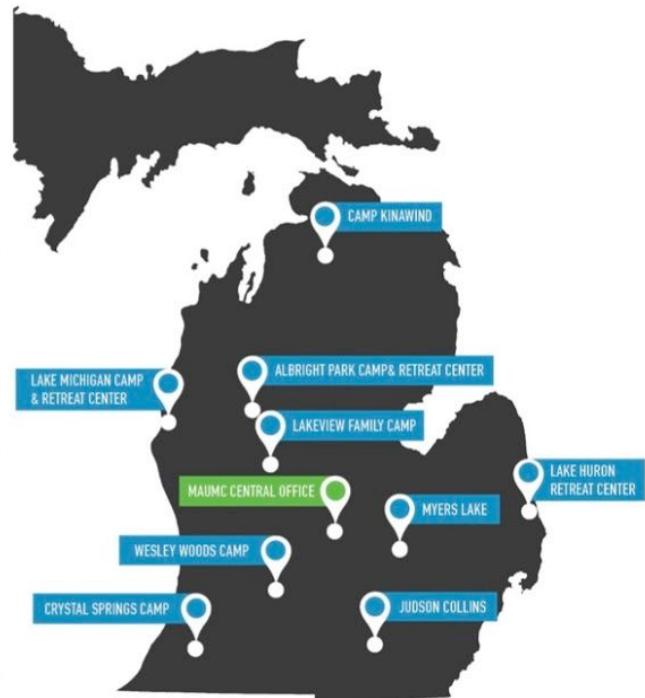 CAMP KINAWIND
LAKE MICHIGAN CAMP
& RETREAT CENTER
ALBRIGHT PARK CAMP& RETREAT CENTER
LAKEVIEW FAMILY CAMP
LAKE HURON
RETREAT CENTER
MAUMC CENTRAL OFFICE
MYERS LAKE
WESLEY WOODS CAMP
CRYSTAL SPRINGS CAMP
JUDSON COLLINS